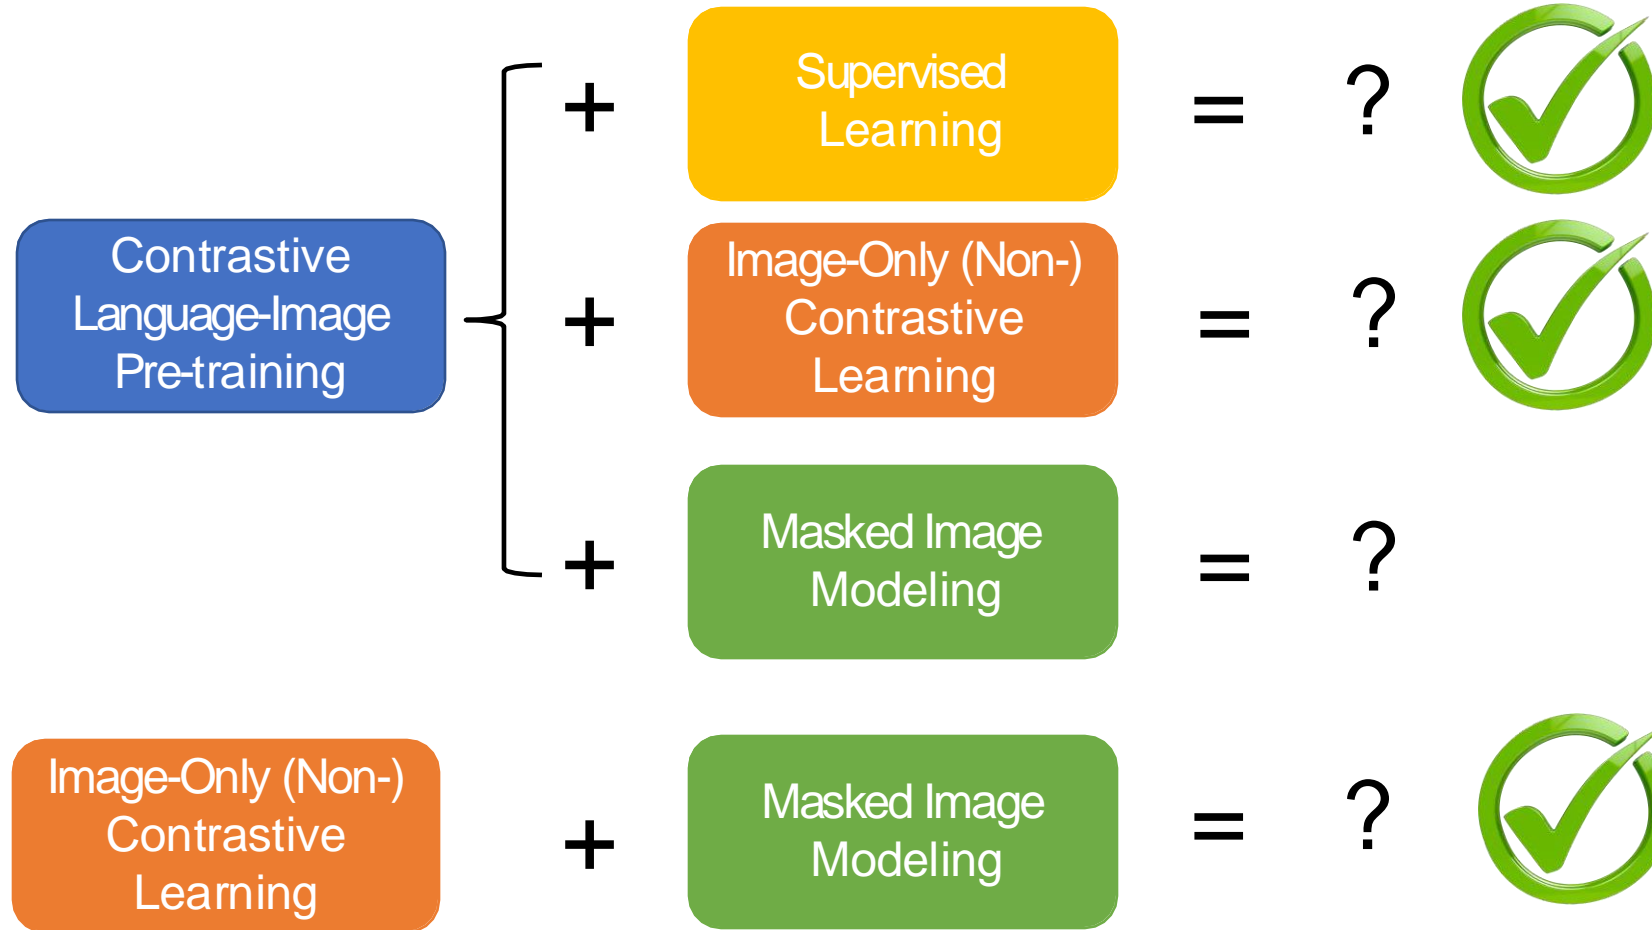 Supervised
Learning
+ = ?
Contrastive
Language-Image
Pre-training
Image-Only (Non-)
Contrastive
Learning
+ = ?
Masked Image
Modeling
+ = ?
Image-Only (Non-)
Contrastive
Learning
+
Masked Image
Modeling
= ?